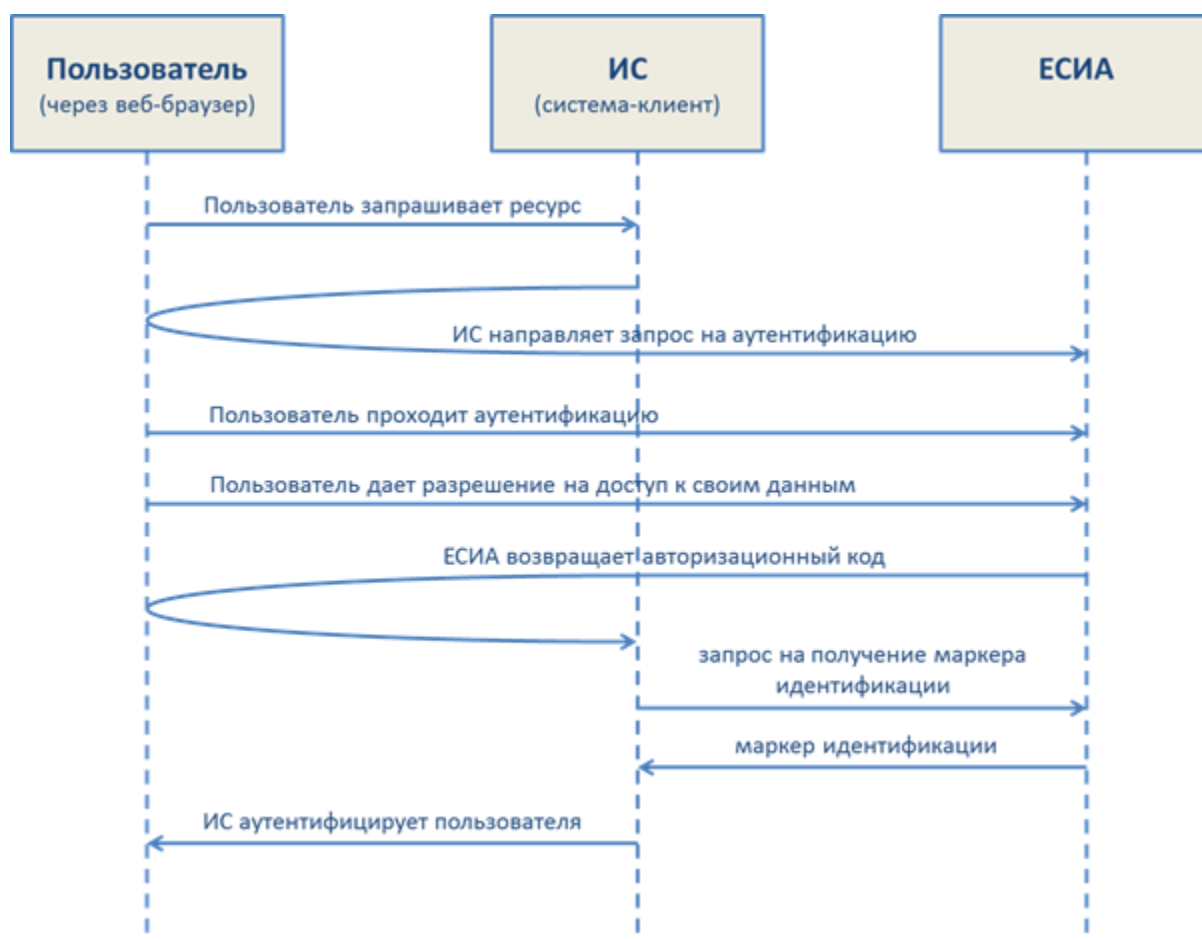 Пользователь
(через веб-браузер)
ИС
(система-клиент)
ЕСИА
Пользователь запрашивает ресурс
ИС направляет запрос на аутентификацию
Пользователь проходит аутентификацию
Пользователь дает разрешение на доступ к своим данным
ЕСИА возвращает авторизационный код
запрос на получение маркера
идентификации
маркер идентификации
ИС аутентифицирует пользователя